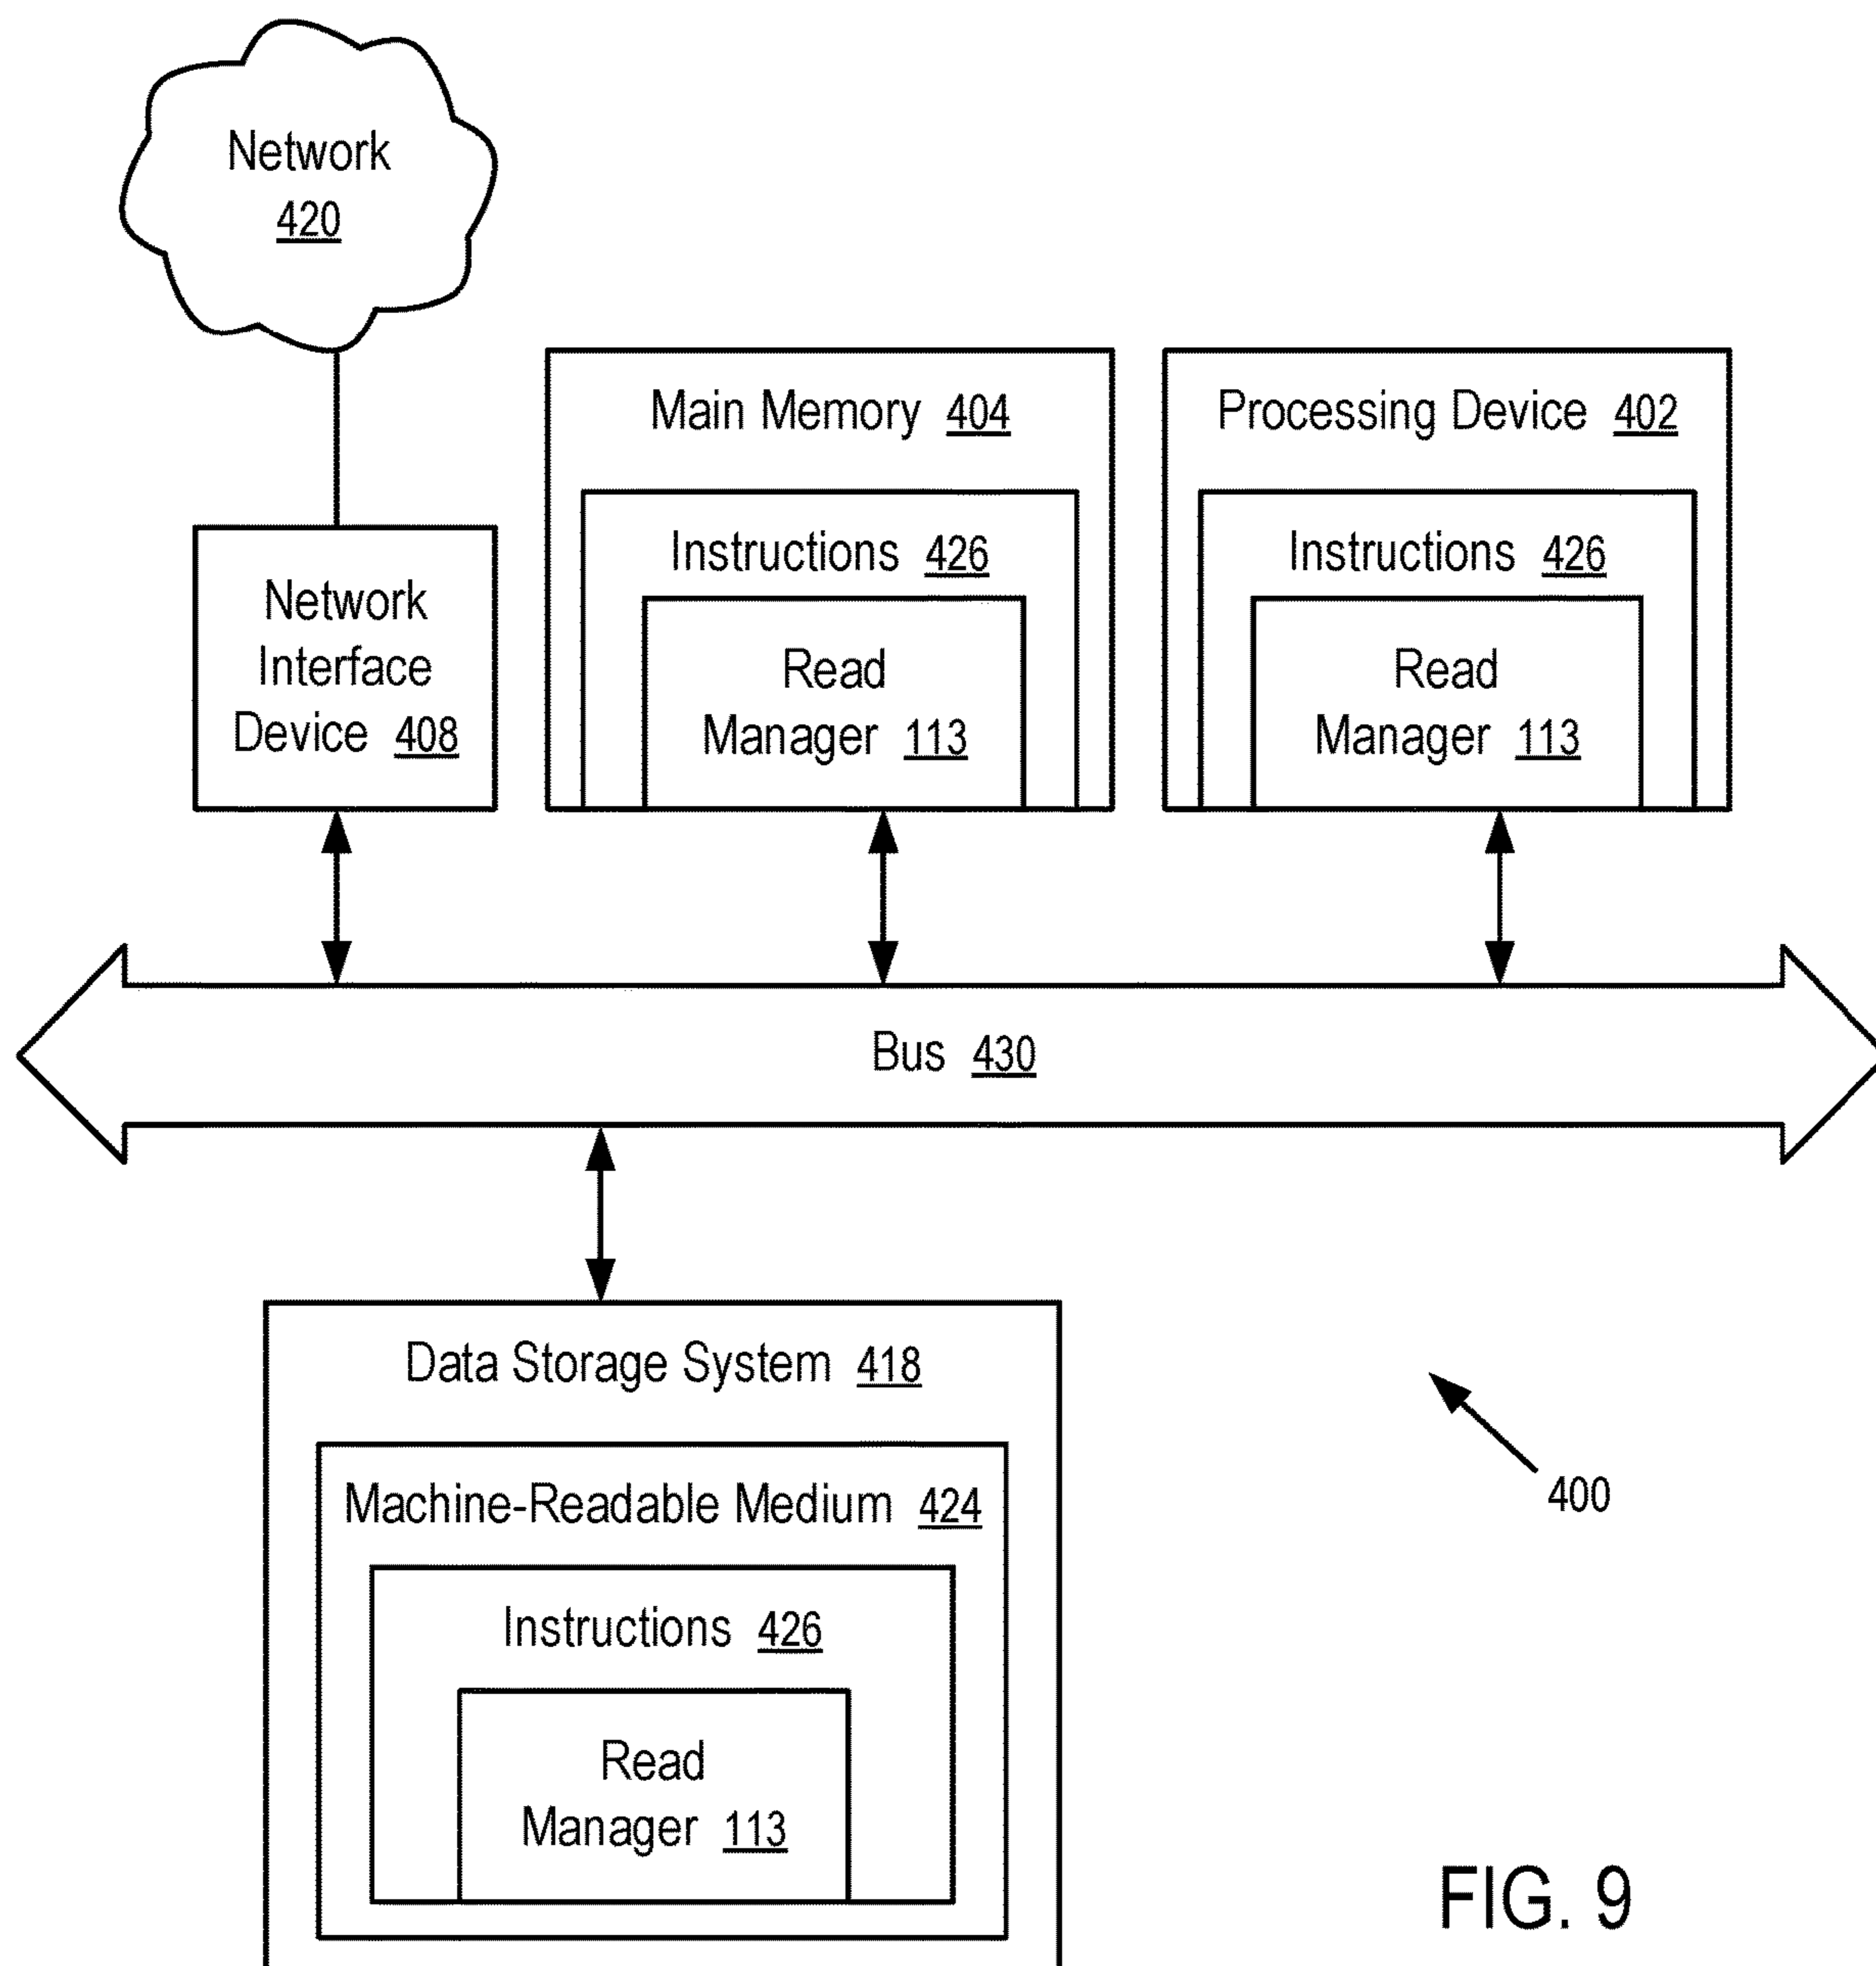 Network
420
Main Memory 404
Processing Device 402
Instructions 426
Instructions 426
Network
Interface
Device 408
Read
Manager 113
Read
Manager 113
Bus 430
Data Storage System 418
Machine-Readable Medium 424
Instructions 426
Read
Manager 113
400
FIG. 9